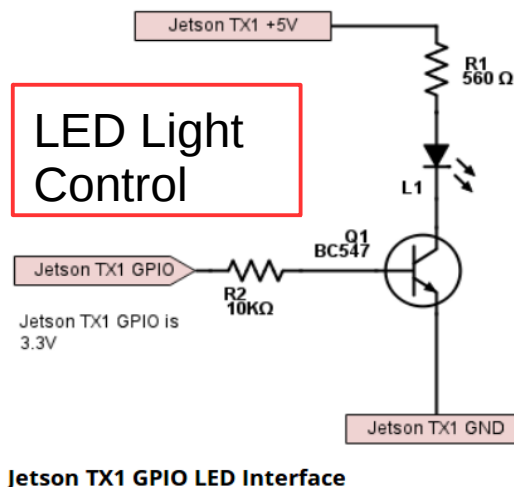 Jetson TX1 +5V
R1
560 Ω
LED Light
Control
L1
Q1
BC547
Jetson TX1 GPIO
R2
10KΩ
Jetson TX1 GPIO is
3.3V
Jetson TX1 GND
Jetson TX1 GPIO LED Interface